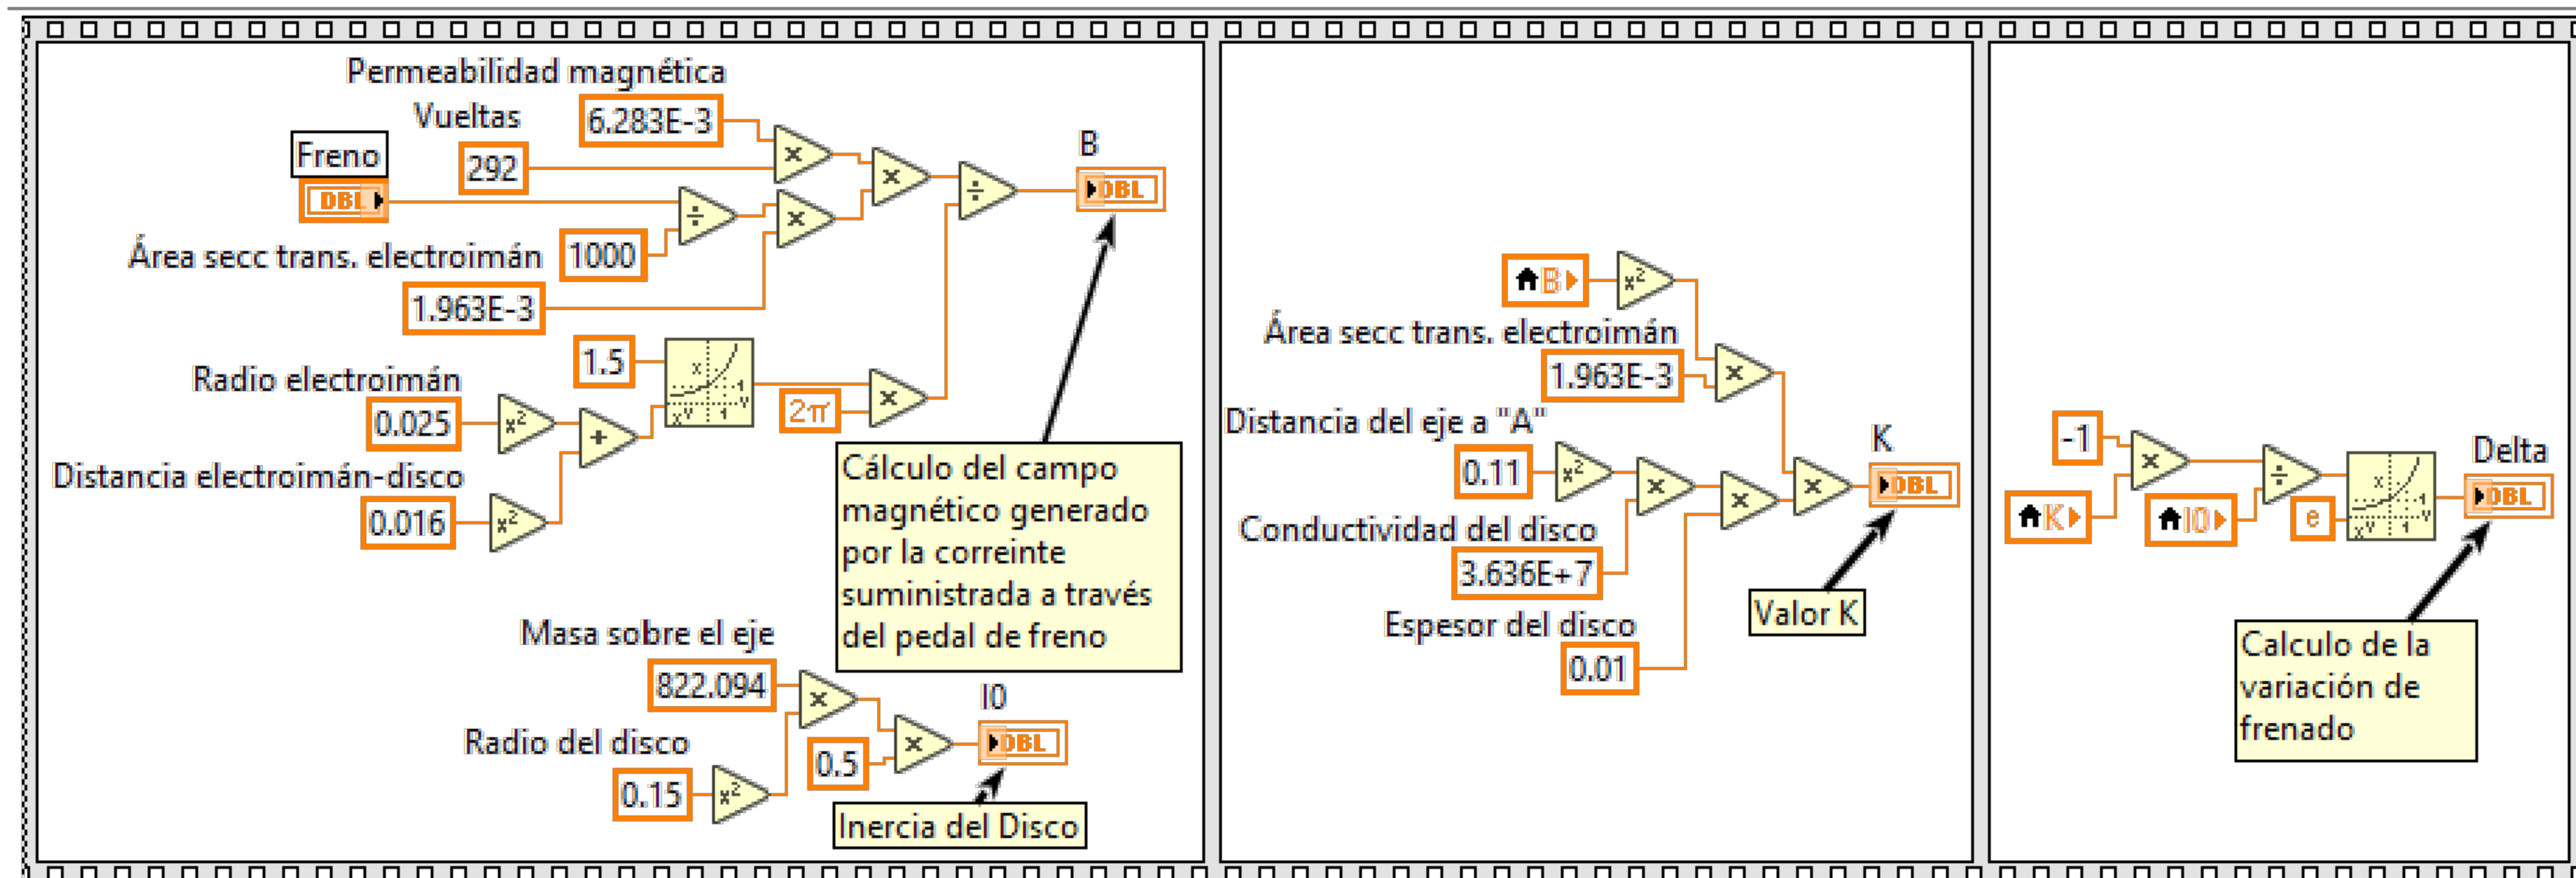 Permeabilidad magnética
6.283E-3
Vueltas
292
Freno
DBL
÷
1000
Área secc trans. electroimán
1.963E-3
×
×
×
÷
B
DBL
1.5
Radio electroimán
0.025
x²
+
Distancia electroimán-disco
0.016
x²
x
x^y
y
2π
×
Cálculo del campo
magnético generado
por la correinte
suministrada a través
del pedal de freno
Masa sobre el eje
822.094
Radio del disco
0.15
x²
×
0.5
×
I0
DBL
Inercia del Disco
B
x²
Área secc trans. electroimán
1.963E-3
×
Distancia del eje a "A"
0.11
x²
×
Conductividad del disco
3.636E+7
×
×
Espesor del disco
0.01
K
DBL
Valor K
-1
×
K
I0
÷
e
x
x^y
y
Delta
DBL
Calculo de la
variación de
frenado